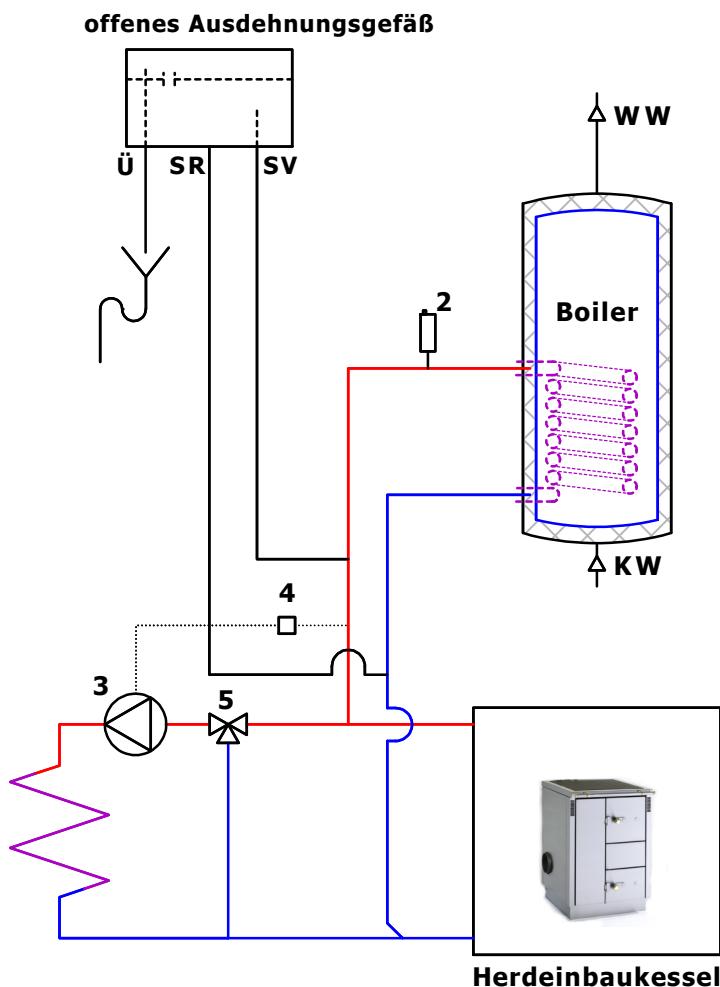 offenes Ausdehnungsgefäß
Ü SR SV
WW
2
Boiler
KW
4
3
5
Herdeinbaukessel